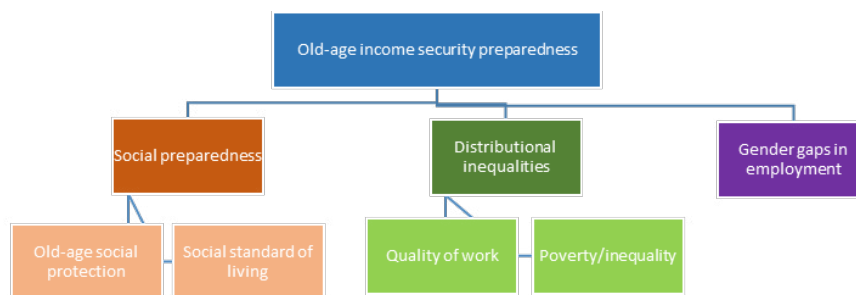 Old-age income security preparedness
Social preparedness
Distributional
inequalities
Gender gaps in
employment
Old-age social
protection
Social standard of
living
Quality of work
Poverty/inequality